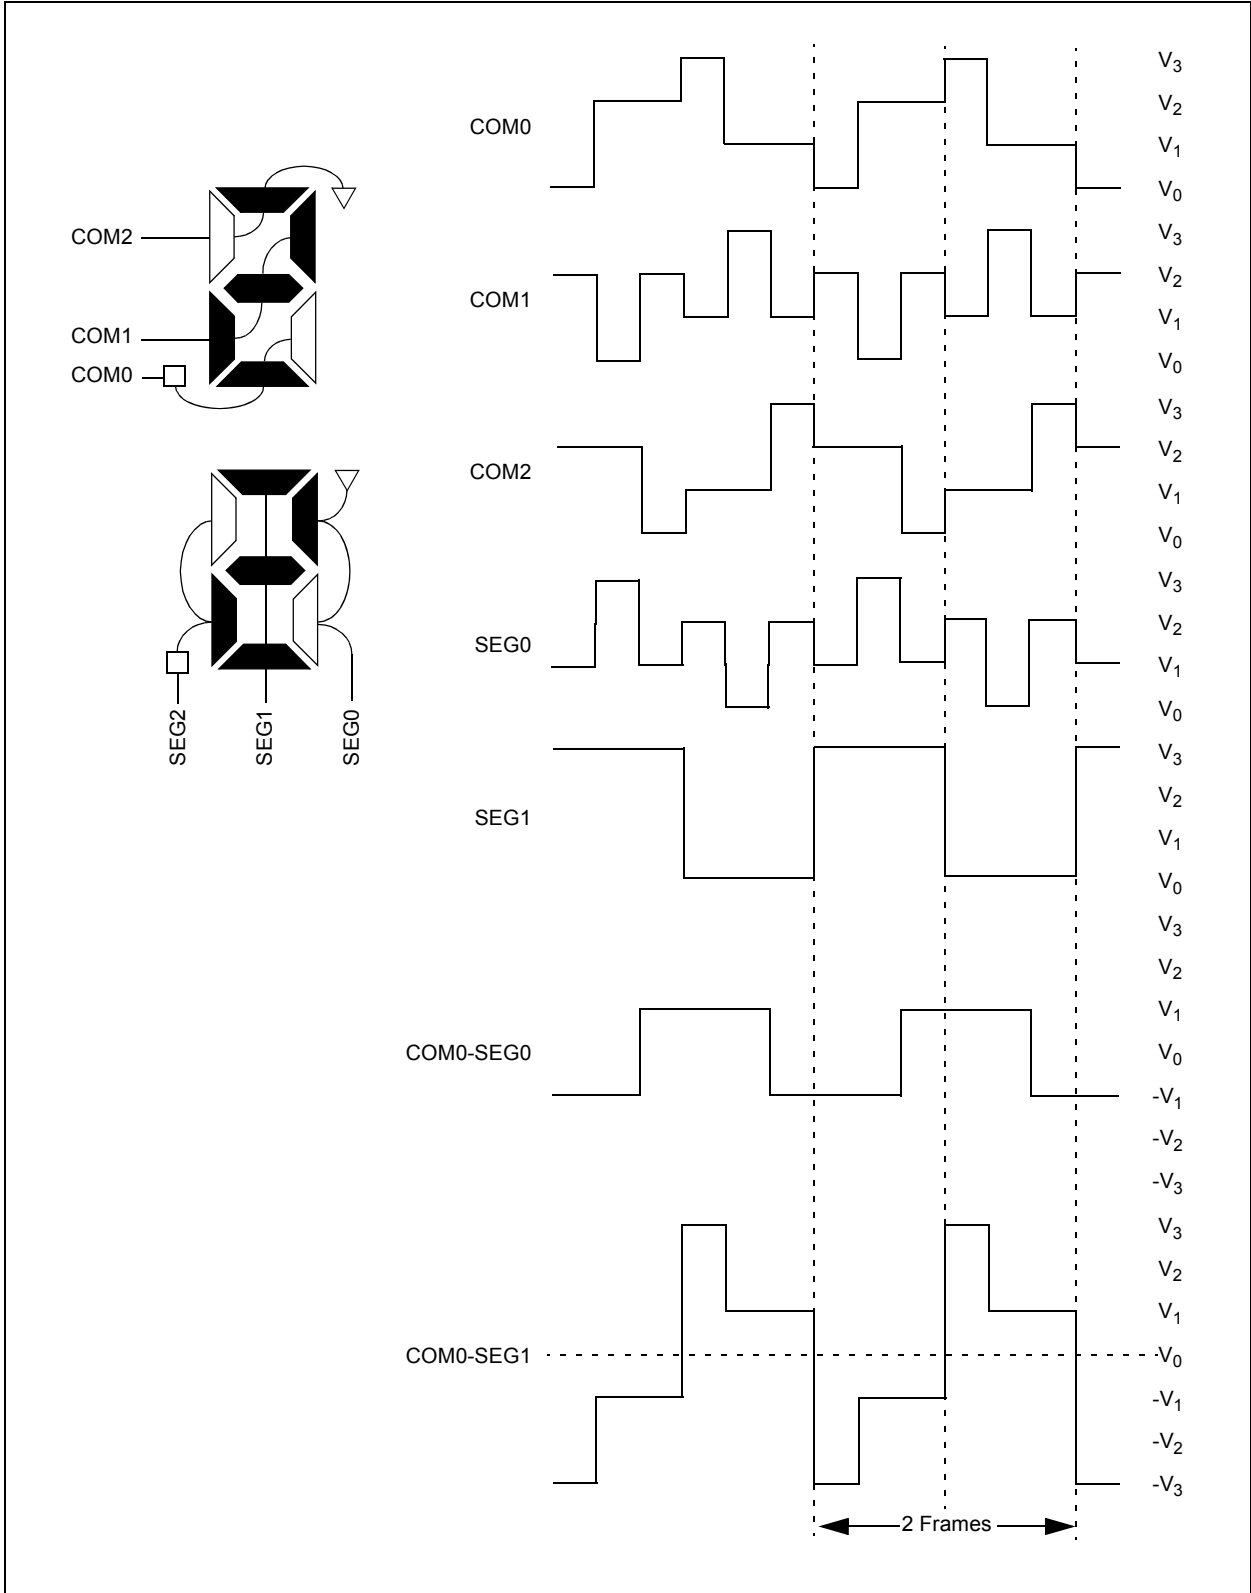 COM0
V3
V2
V1
V0
COM2
COM1
COM0
COM1
V3
V2
V1
V0
COM2
V3
V2
V1
V0
SEG2
SEG1
SEG0
SEG0
V3
V2
V1
V0
SEG1
V3
V2
V1
V0
COM0-SEG0
V3
V2
V1
V0
-V1
-V2
-V3
COM0-SEG1
V3
V2
V1
V0
-V1
-V2
-V3
2 Frames